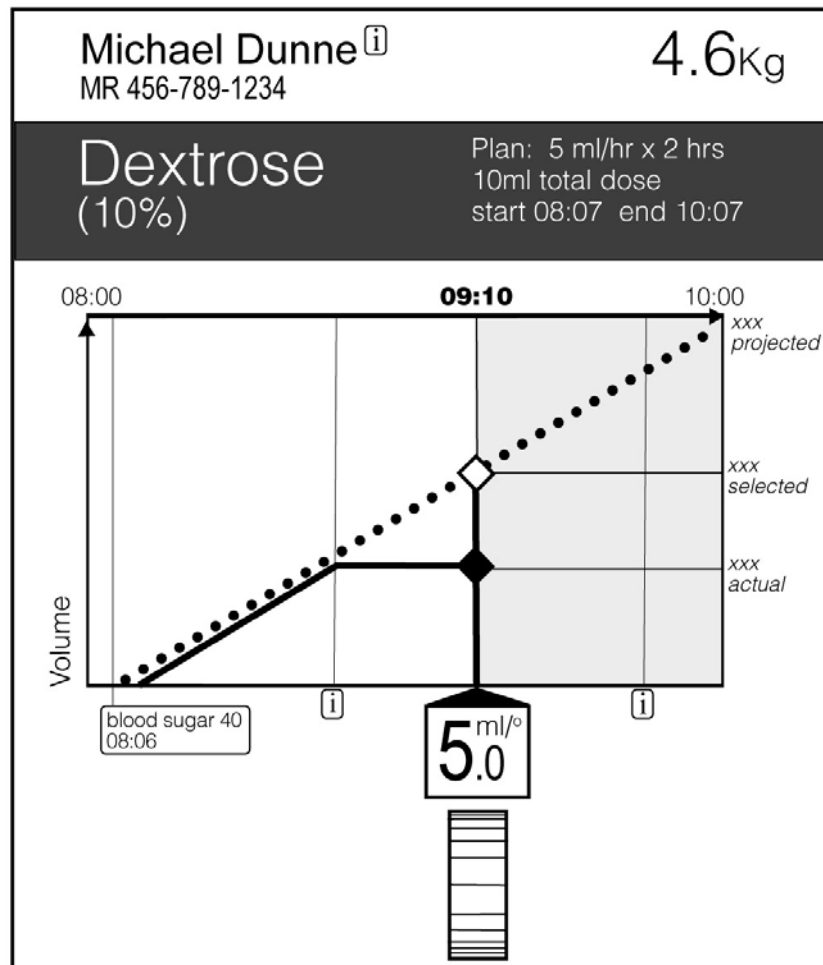 Michael Dunne i
4.6Kg
MR 456-789-1234
Dextrose
(10%)
Plan: 5 ml/hr x 2 hrs
10ml total dose
start 08:07 end 10:07
08:00
09:10
10:00
xxx
projected
xxx
selected
xxx
actual
Volume
blood sugar 40
08:06
i
i
5.0 ml/°